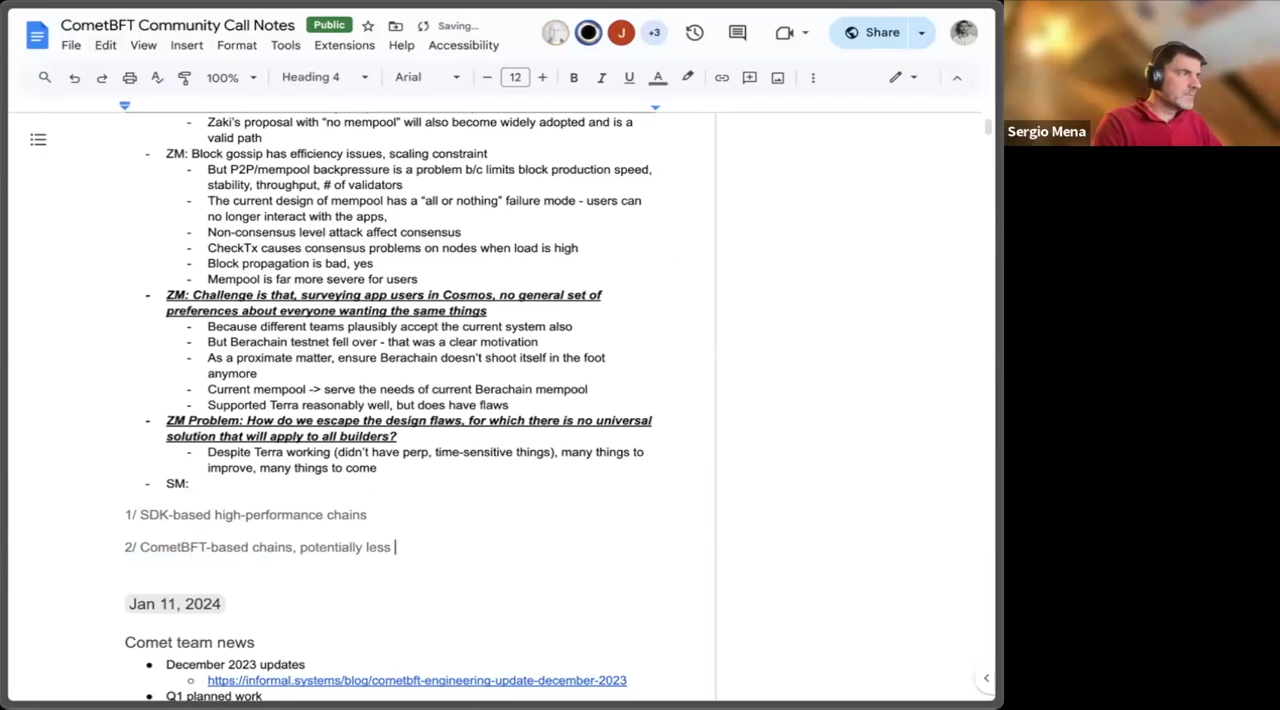 CometBFT Community Call Notes Public Saving...
J +3 Share
File Edit View Insert Format Tools Extensions Help Accessibility
100% Heading 4 Arial 12 B I U A
- Zaki's proposal with "no mempool" will also become widely adopted and is a
valid path
- ZM: Block gossip has efficiency issues, scaling constraint
- But P2P/mempool backpressure is a problem b/c limits block production speed,
stability, throughput, # of validators
- The current design of mempool has a "all or nothing" failure mode - users can
no longer interact with the apps,
- Non-consensus level attack affect consensus
- CheckTx causes consensus problems on nodes when load is high
- Block propagation is bad, yes
- Mempool is far more severe for users
- ZM: Challenge is that, surveying app users in Cosmos, no general set of
preferences about everyone wanting the same things
- Because different teams plausibly accept the current system also
- But Berachain testnet fell over - that was a clear motivation
- As a proximate matter, ensure Berachain doesn't shoot itself in the foot
anymore
- Current mempool -> serve the needs of current Berachain mempool
- Supported Terra reasonably well, but does have flaws
- ZM Problem: How do we escape the design flaws, for which there is no universal
solution that will apply to all builders?
- Despite Terra working (didn't have perp, time-sensitive things), many things to
improve, many things to come
- SM:
1/ SDK-based high-performance chains
2/ CometBFT-based chains, potentially less
Jan 11, 2024
Comet team news
● December 2023 updates
○ https://informal.systems/blog/cometbft-engineering-update-december-2023
● Q1 planned work
Sergio Mena